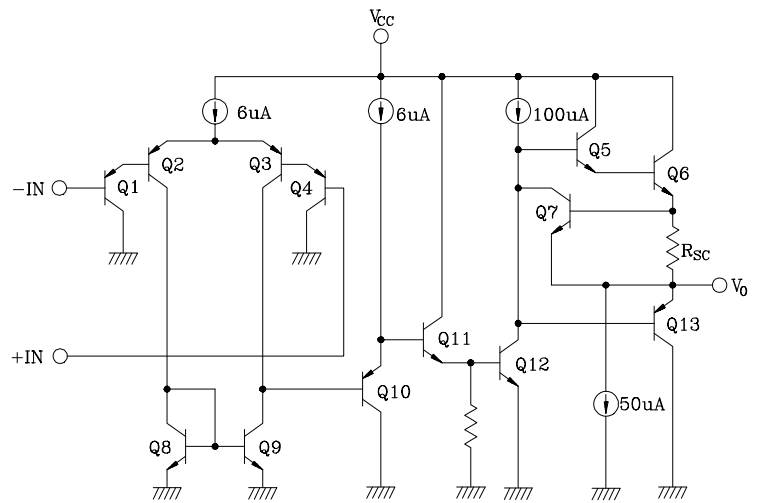 VCC
6uA
6uA
100uA
Q5
Q2
Q3
Q6
-IN
Q1
Q4
Q7
RSC
V0
Q13
+IN
Q11
Q12
Q10
50uA
Q8
Q9